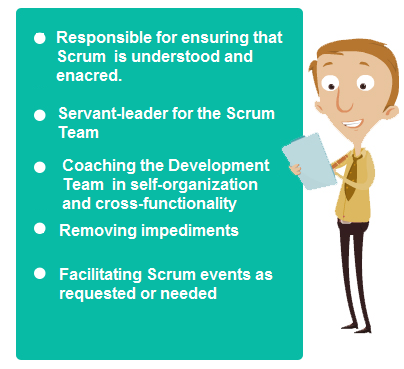 Responsible for ensuring that
Scrum is understood and
enacred.
Servant-leader for the Scrum
Team
Coaching the Development
Team in self-organization
and cross-functionality
Removing impediments
Facilitating Scrum events as
requested or needed